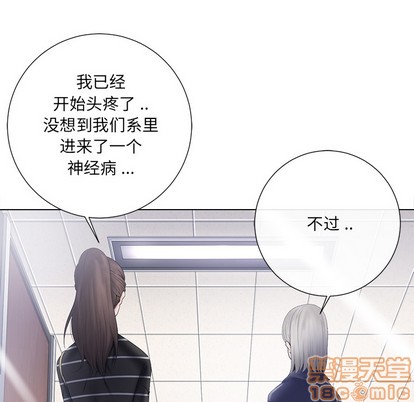 我已经
开始头疼了 ..
没想到我们系里
进来了一个
神经病 ...
不过 ..
漫天堂
18comic